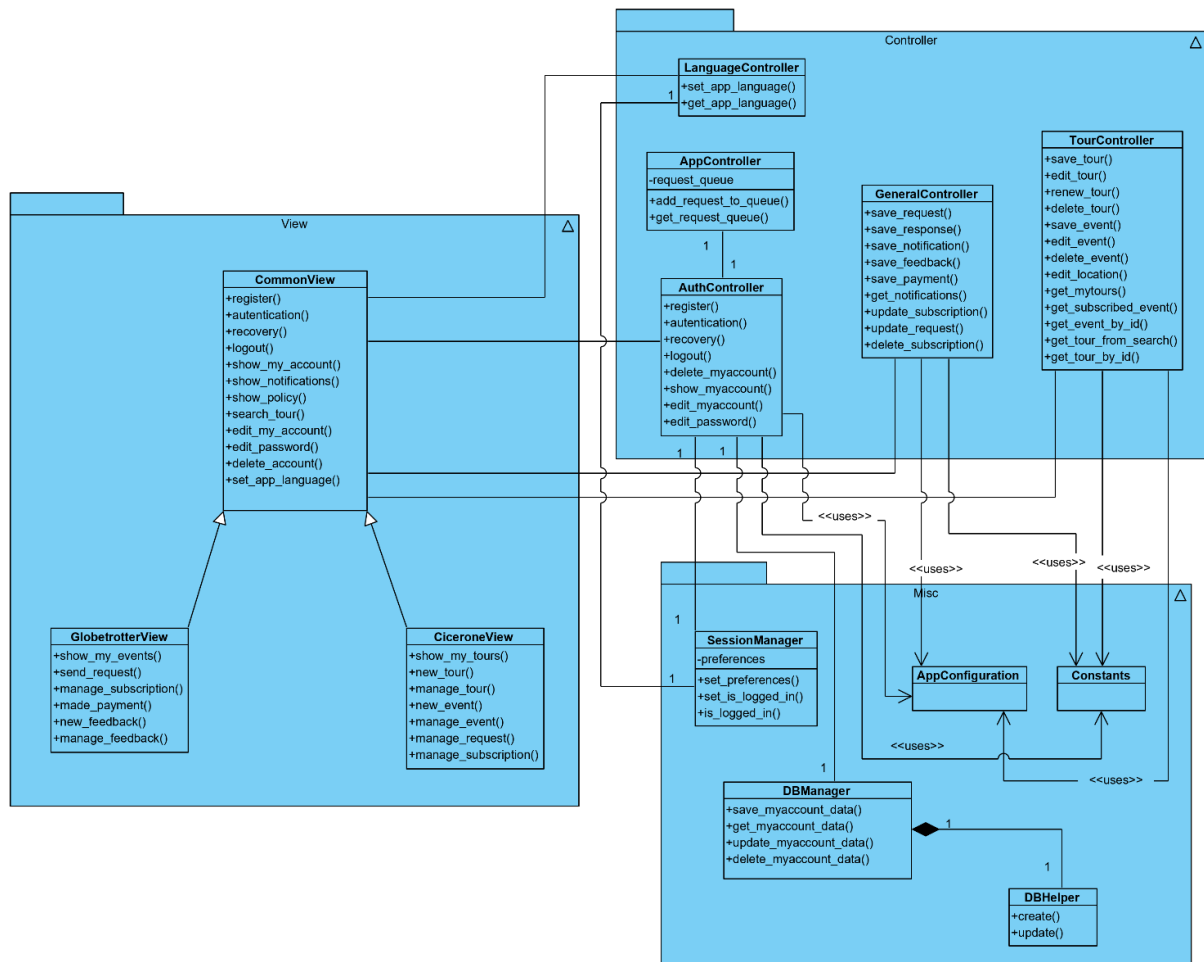 Controller
LanguageController
+set_app_language()
+get_app_language()
1
AppController
-request_queue
+add_request_to_queue()
+get_request_queue()
1
1
AuthController
+register()
+autentication()
+recovery()
+logout()
+delete_myaccount()
+show_myaccount()
+edit_myaccount()
+edit_password()
1
1
GeneralController
+save_request()
+save_response()
+save_notification()
+save_feedback()
+save_payment()
+get_notifications()
+update_subscription()
+update_request()
+delete_subscription()
TourController
+save_tour()
+edit_tour()
+renew_tour()
+delete_tour()
+save_event()
+edit_event()
+delete_event()
+edit_location()
+get_mytours()
+get_subscribed_event()
+get_event_by_id()
+get_tour_from_search()
+get_tour_by_id()
View
CommonView
+register()
+autentication()
+recovery()
+logout()
+show_my_account()
+show_notifications()
+show_policy()
+search_tour()
+edit_my_account()
+edit_password()
+delete_account()
+set_app_language()
GlobetrotterView
+show_my_events()
+send_request()
+manage_subscription()
+made_payment()
+new_feedback()
+manage_feedback()
CiceroneView
+show_my_tours()
+new_tour()
+manage_tour()
+new_event()
+manage_event()
+manage_request()
+manage_subscription()
<<uses>>
<<uses>>
<<uses>>
<<uses>>
Misc
1
1
SessionManager
-preferences
+set_preferences()
+set_is_logged_in()
+is_logged_in()
AppConfiguration
Constants
<<uses>>
<<uses>>
1
DBManager
+save_myaccount_data()
+get_myaccount_data()
+update_myaccount_data()
+delete_myaccount_data()
1
1
DBHelper
+create()
+update()